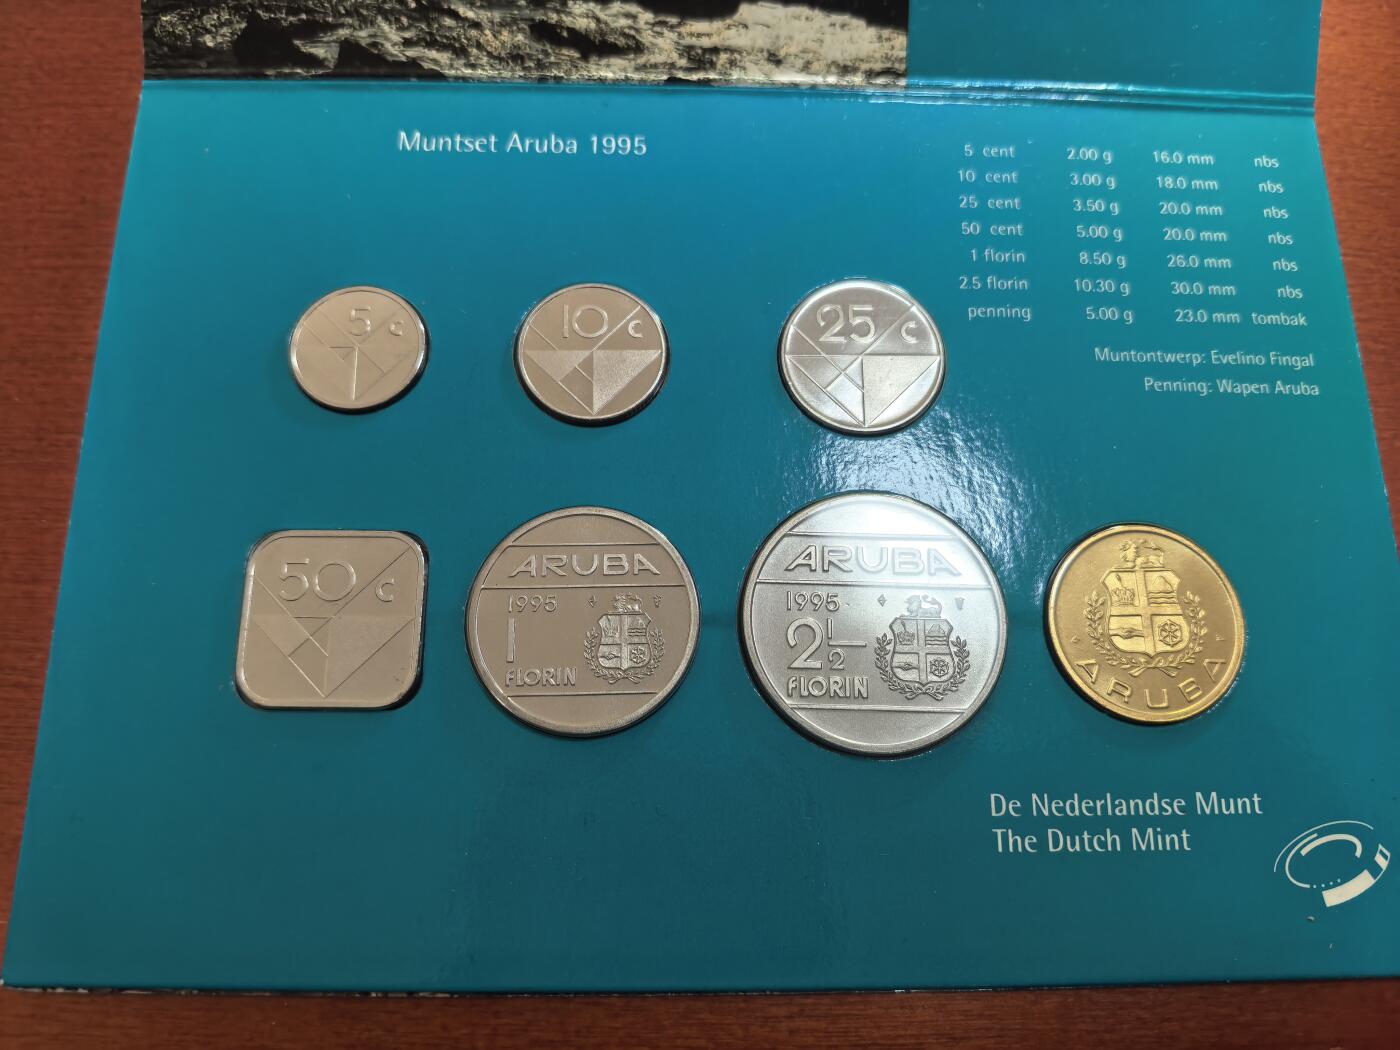 Muntset Aruba 1995
5 cent 2.00 g 16.0 mm nbs
10 cent 3.00 g 18.0 mm nbs
25 cent 3.50 g 20.0 mm nbs
50 cent 5.00 g 20.0 mm nbs
1 florin 8.50 g 26.0 mm nbs
2.5 florin 10.30 g 30.0 mm nbs
penning 5.00 g 23.0 mm tombak
Muntontwerp: Evelino Fingal
Penning: Wapen Aruba
5 c
10 c
25 c
50 c
ARUBA
1995
1
FLORIN
ARUBA
1995
2 1/2
FLORIN
ARUBA
De Nederlandse Munt
The Dutch Mint